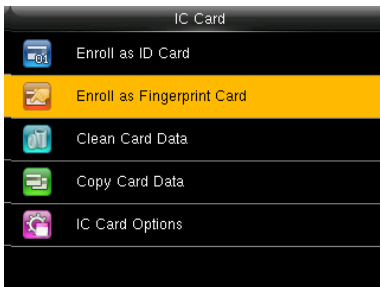 IC Card
01
Enroll as ID Card
Enroll as Fingerprint Card
Clean Card Data
Copy Card Data
IC Card Options